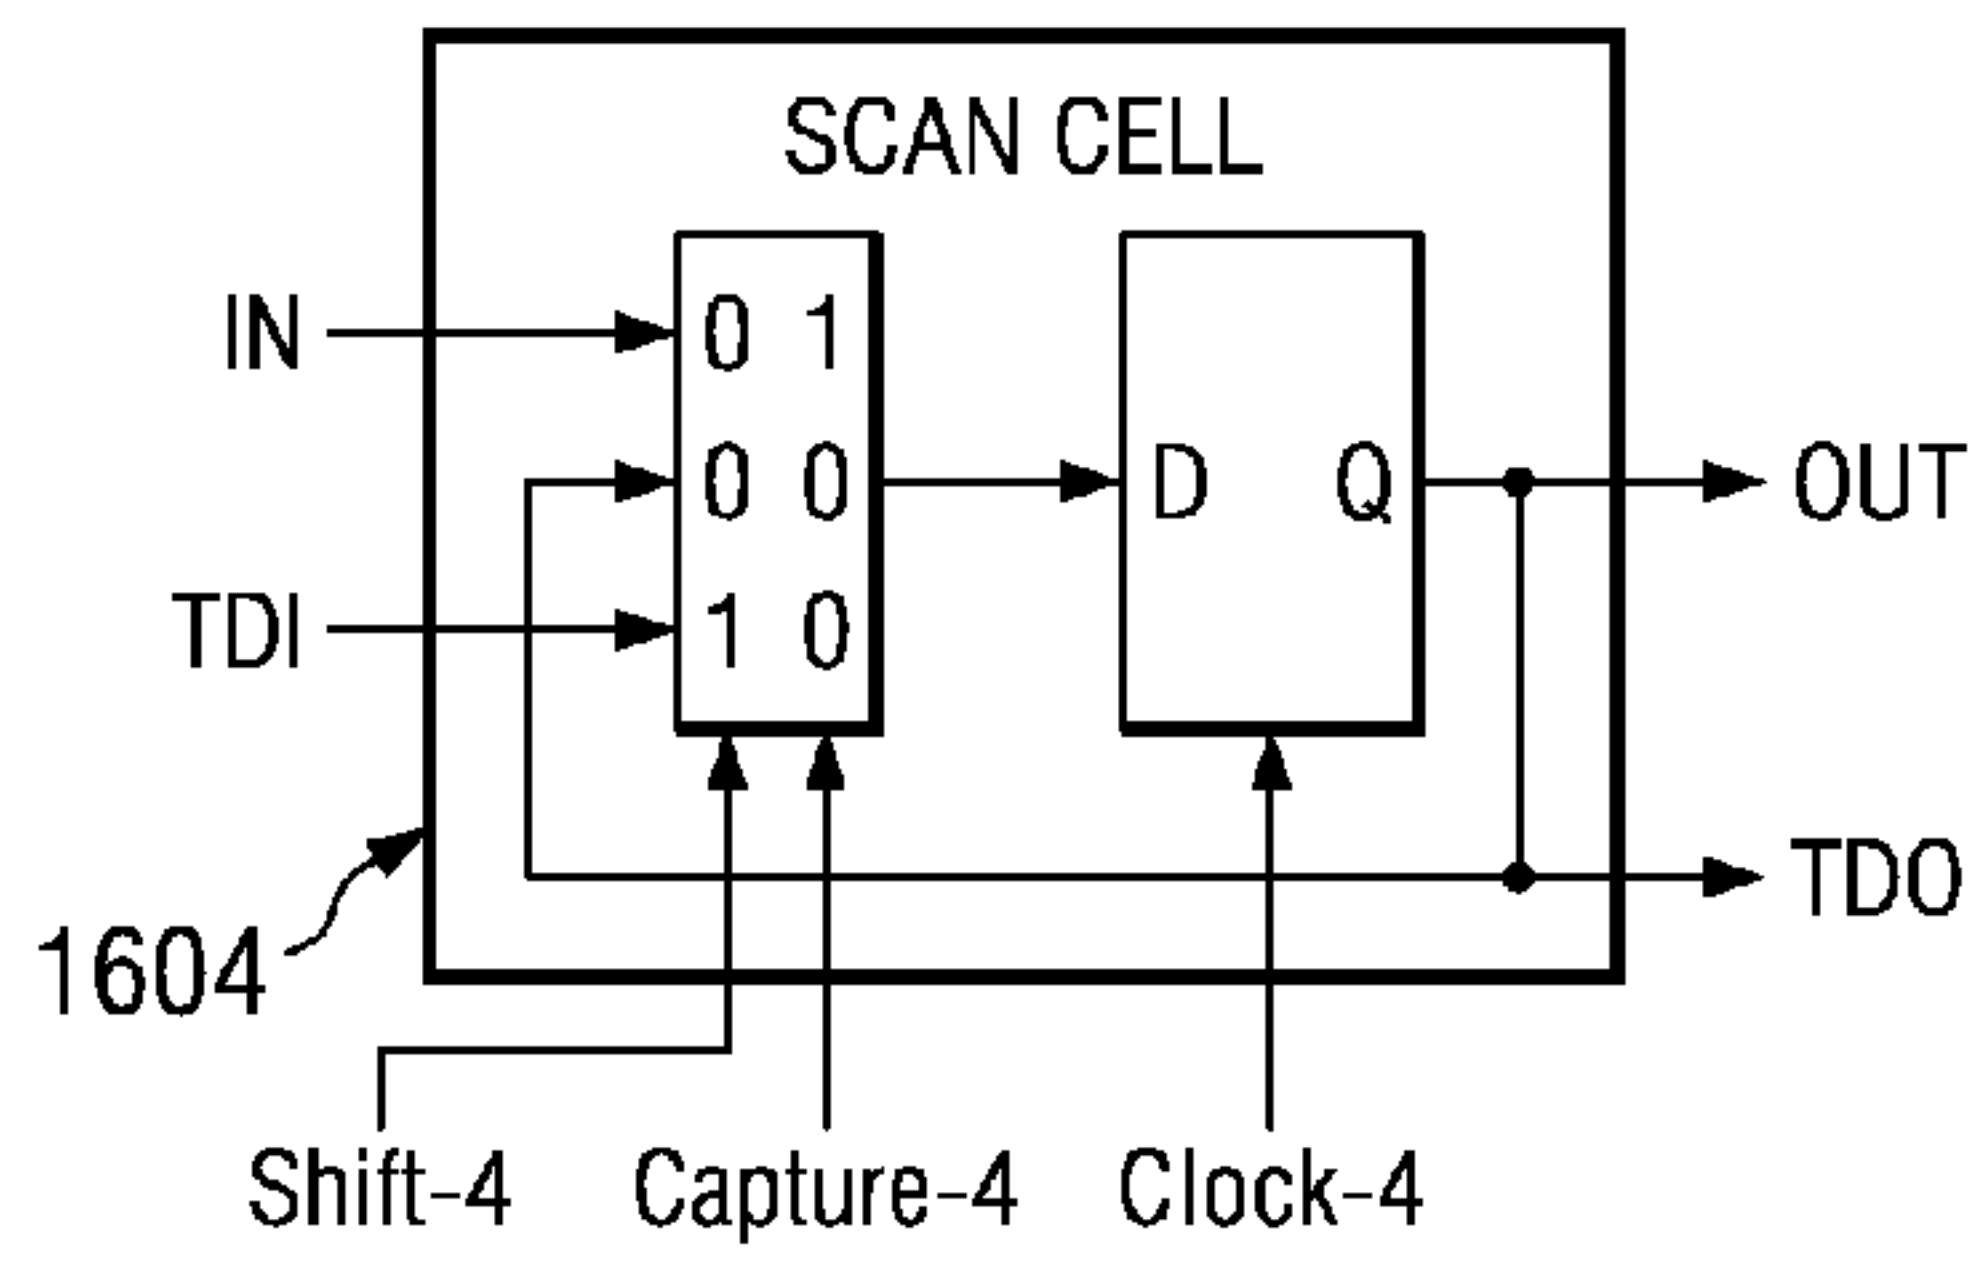 SCAN CELL
IN
0 1
0 0
D Q
OUT
TDI
1 0
TDO
1604
Shift-4
Capture-4
Clock-4